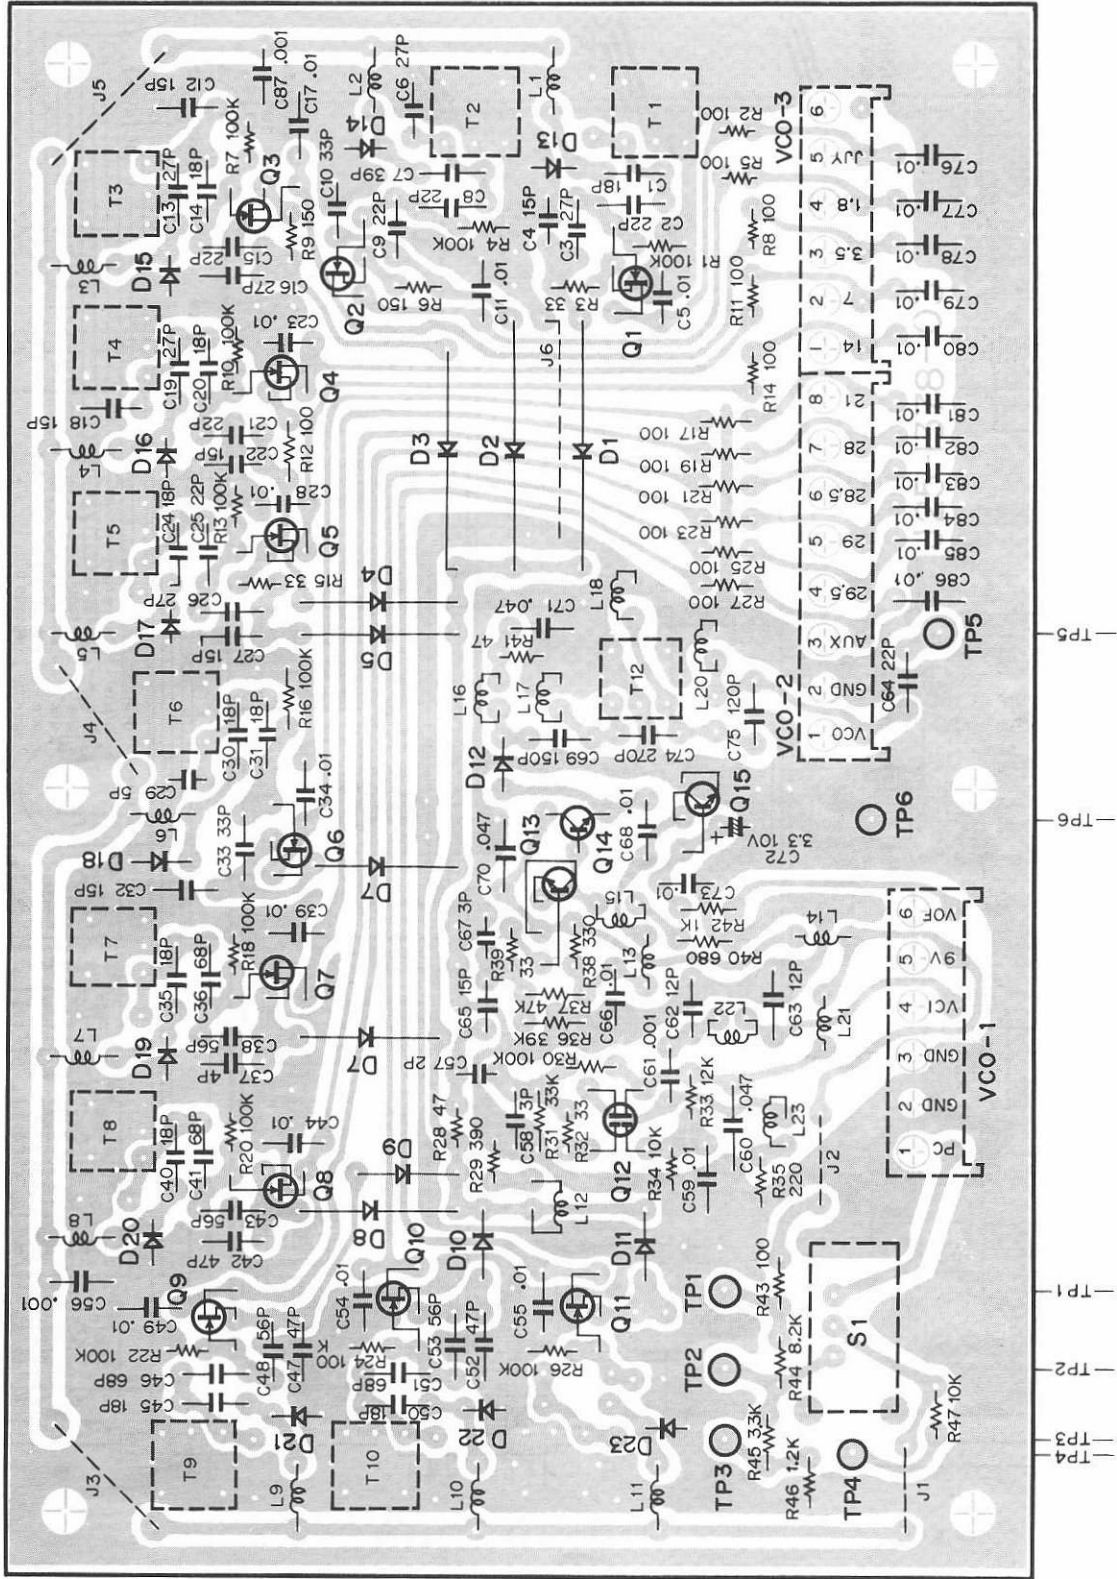 J5
C12 15P
C87 .001
C17 .01
L2
C6 27P
T2
L1
T1
R2 100
R5 100
VCO-3
6
5 JJY
4 1.8
3 3.5
2 7
1 14
C76 .01
C77 .01
C78 .01
C79 .01
C80 .01
T3
C13 27P
C14 18P
R7 100K
Q3
R9 150
C10 33P
D14
C7 39P
C8 22P
C9 22P
R4 100K
D13
C4 15P
C3 27P
C1 18P
C2 22P
R1 100K
R8 100
R11 100
L3
D15
C15 22P
C16 27P
Q2
R6 150
C11 .01
R3 33
Q1
C5 .01
T4
C19 27P
C20 18P
R10 100K
C23 .01
Q4
J6
R14 100
C18 15P
L4
D16
C21 22P
C22 15P
R12 100
D3
D2
D1
R17 100
R19 100
R21 100
R23 100
R25 100
R27 100
8 21
7 28
6 28.5
5 29
4 29.5
3 AUX
2 GND
1 VCO
VCO-2
C81 .01
C82 .01
C83 .01
C84 .01
C85 .01
C86 .01
T5
C24 18P
C25 22P
R13 100K
C28 .01
Q5
R15 33
D4
D5
L5
D17
C26 27P
C27 15P
C71 .047
R41 47
L18
L16
L17
T12
L20
TP5
TP5
C64 22P
J4
T6
C30 18P
C31 18P
R16 100K
D12
C69 150P
C74 270P
C75 120P
C29 5P
L6
D18
C33 33P
C34 .01
Q6
D7
C70 .047
Q13
Q14
C68 .01
Q15
C72 3.3 10V
+
TP6
TP6
C32 15P
T7
C35 18P
C36 68P
R18 100K
C39 .01
Q7
C67 3P
R39 33
R38 330
L15
C73 .01
R42 1K
R40 680
L14
L13
C65 15P
R37 47K
R36 39K
R30 100K
C66 .01
C62 12P
L22
C63 12P
L21
6 VOF
5 9V
4 VCI
3 GND
2 GND
1 PC
VCO-1
L7
D19
C38 56P
C37 4P
D7
C57 2P
C61 .001
R33 12K
C60 .047
L23
T8
C40 18P
C41 68P
R20 100K
C44 .01
Q8
D9
D8
R28 47
R29 390
C58 3P
R31 33K
R32 33
Q12
R34 10K
C59 .01
R35 220
J2
L8
D20
C43 56P
C42 47P
Q10
D10
L12
D11
C56 .001
C49 .01
Q9
C54 .01
C55 .01
Q11
TP1
R43 100
TP1
R22 100K
C46 68P
C45 18P
C48 56P
C47 47P
R24 100K
C51 68P
C50 18P
C53 56P
C52 47P
R26 100K
TP2
R44 8.2K
S1
TP2
J3
T9
D21
L9
T10
D22
L10
D23
L11
TP3
R45 3.3K
R46 1.2K
TP4
R47 10K
J1
TP3
TP4